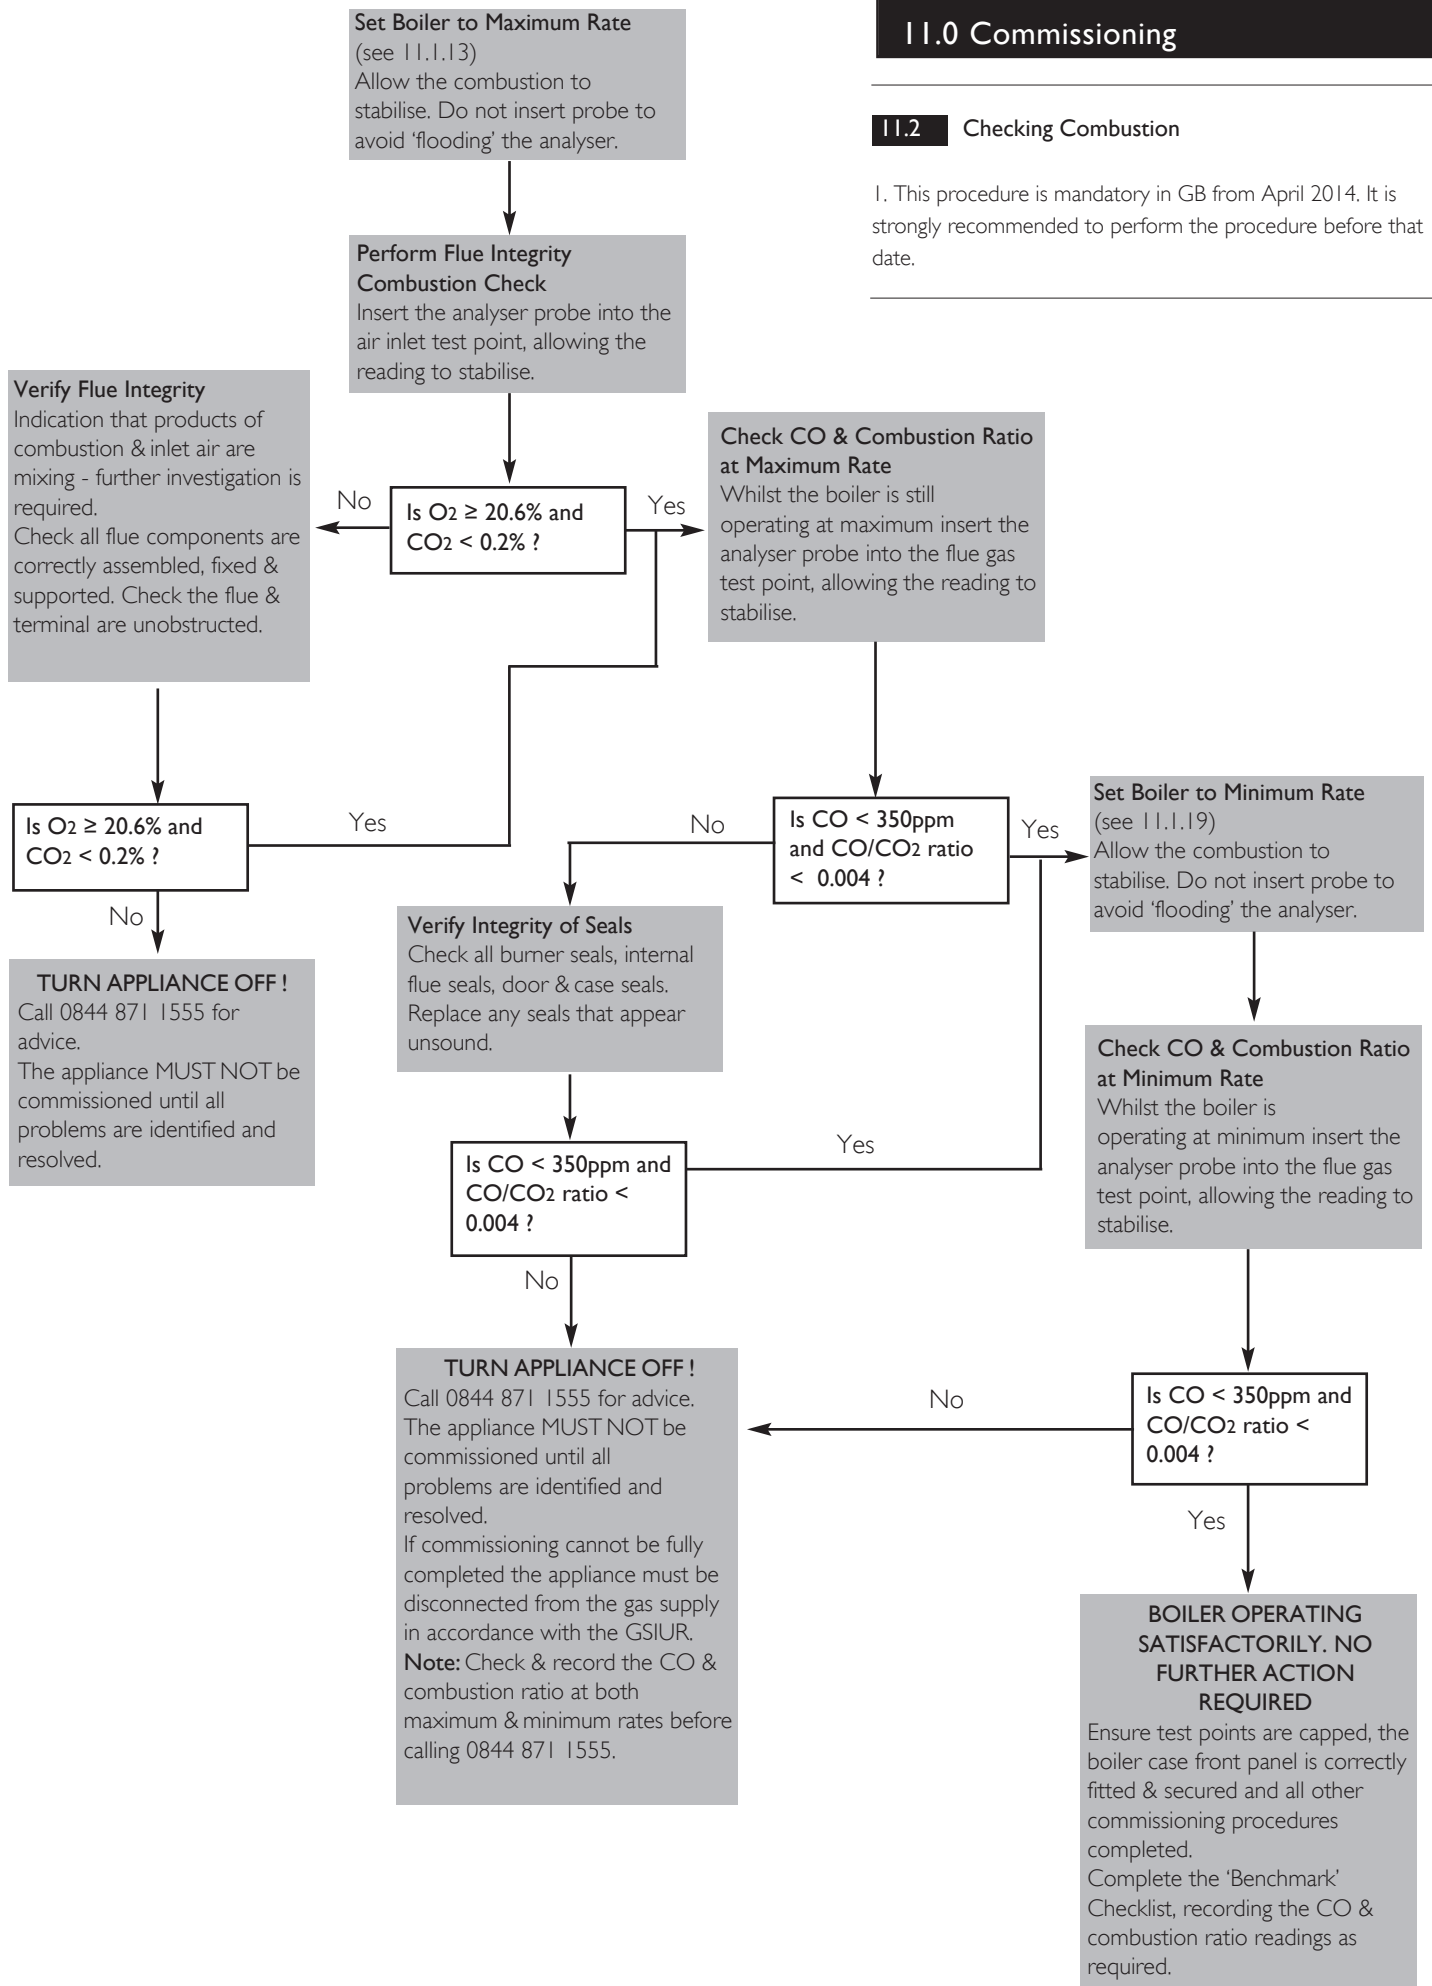 11.0 Commissioning
11.2 Checking Combustion
1. This procedure is mandatory in GB from April 2014. It is
strongly recommended to perform the procedure before that
date.
Set Boiler to Maximum Rate
(see 11.1.13)
Allow the combustion to
stabilise. Do not insert probe to
avoid ‘flooding’ the analyser.
Perform Flue Integrity
Combustion Check
Insert the analyser probe into the
air inlet test point, allowing the
reading to stabilise.
Verify Flue Integrity
Indication that products of
combustion & inlet air are
mixing - further investigation is
required.
Check all flue components are
correctly assembled, fixed &
supported. Check the flue &
terminal are unobstructed.
No
Is O2 ≥ 20.6% and
CO2 < 0.2% ?
Yes
Check CO & Combustion Ratio
at Maximum Rate
Whilst the boiler is still
operating at maximum insert the
analyser probe into the flue gas
test point, allowing the reading to
stabilise.
Is O2 ≥ 20.6% and
CO2 < 0.2% ?
Yes
No
TURN APPLIANCE OFF !
Call 0844 871 1555 for
advice.
The appliance MUST NOT be
commissioned until all
problems are identified and
resolved.
No
Is CO < 350ppm
and CO/CO2 ratio
< 0.004 ?
Yes
Set Boiler to Minimum Rate
(see 11.1.19)
Allow the combustion to
stabilise. Do not insert probe to
avoid ‘flooding’ the analyser.
Verify Integrity of Seals
Check all burner seals, internal
flue seals, door & case seals.
Replace any seals that appear
unsound.
Check CO & Combustion Ratio
at Minimum Rate
Whilst the boiler is
operating at minimum insert the
analyser probe into the flue gas
test point, allowing the reading to
stabilise.
Is CO < 350ppm and
CO/CO2 ratio <
0.004 ?
Yes
No
TURN APPLIANCE OFF !
Call 0844 871 1555 for advice.
The appliance MUST NOT be
commissioned until all
problems are identified and
resolved.
If commissioning cannot be fully
completed the appliance must be
disconnected from the gas supply
in accordance with the GSIUR.
Note: Check & record the CO &
combustion ratio at both
maximum & minimum rates before
calling 0844 871 1555.
No
Is CO < 350ppm and
CO/CO2 ratio <
0.004 ?
Yes
BOILER OPERATING
SATISFACTORILY. NO
FURTHER ACTION
REQUIRED
Ensure test points are capped, the
boiler case front panel is correctly
fitted & secured and all other
commissioning procedures
completed.
Complete the ‘Benchmark’
Checklist, recording the CO &
combustion ratio readings as
required.